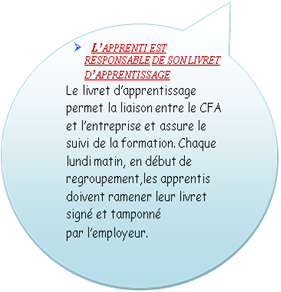 ➢ L'APPRENTI EST
RESPONSABLE DE SON LIVRET
D'APPRENTISSAGE
Le livret d'apprentissage
permet la liaison entre le CFA
et l'entreprise et assure le
suivi de la formation. Chaque
lundi matin, en début de
regroupement,les apprentis
doivent ramener leur livret
signé et tamponné
par l'employeur.